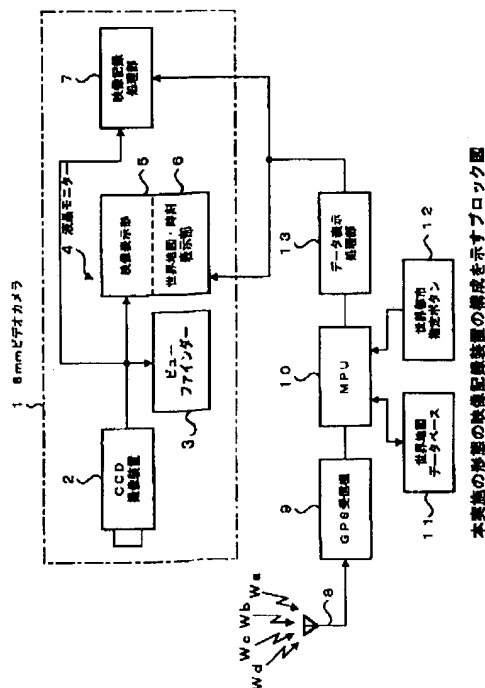 1 8mmビデオカメラ
2
CCD
撮像装置
ビュー
ファインダー
3
4 液晶モニター
映像表示部
5
世界地図・時刻
表示部
6
7
映像記録
処理部
Wa
Wb
Wc
Wd
8
9
GPS受信機
10
MPU
13
データ表示
処理部
11
世界地図
データベース
12
世界都市
指定ボタン
本実施の形態の映像記録装置の構成を示すブロック図